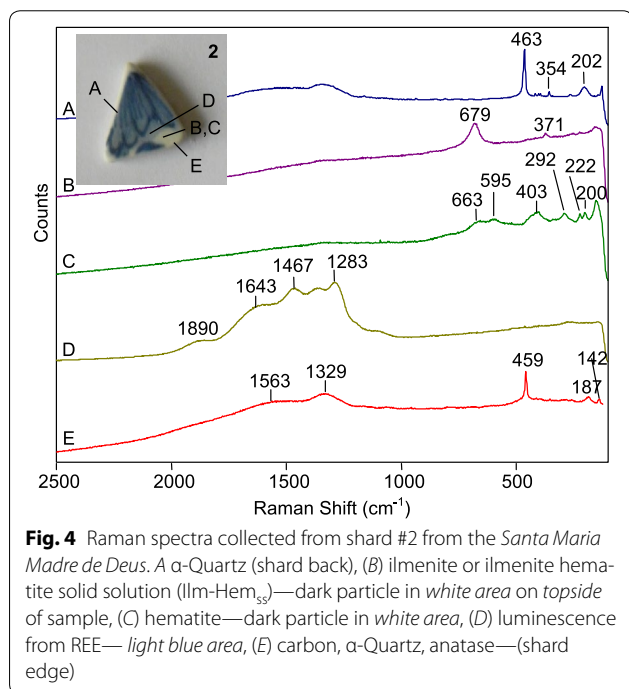 2
A
D
B,C
E
463
354
202
A
679
371
B
292
222
663
595
403
200
C
1467
1283
1643
1890
D
459
142
1563
1329
187
E
Counts
2500
2000
1500
1000
500
Raman Shift (cm-1)
Fig. 4 Raman spectra collected from shard #2 from the Santa Maria
Madre de Deus. A α-Quartz (shard back), (B) ilmenite or ilmenite hema-
tite solid solution (Ilm-Hemss)—dark particle in white area on topside
of sample, (C) hematite—dark particle in white area, (D) luminescence
from REE— light blue area, (E) carbon, α-Quartz, anatase—(shard
edge)